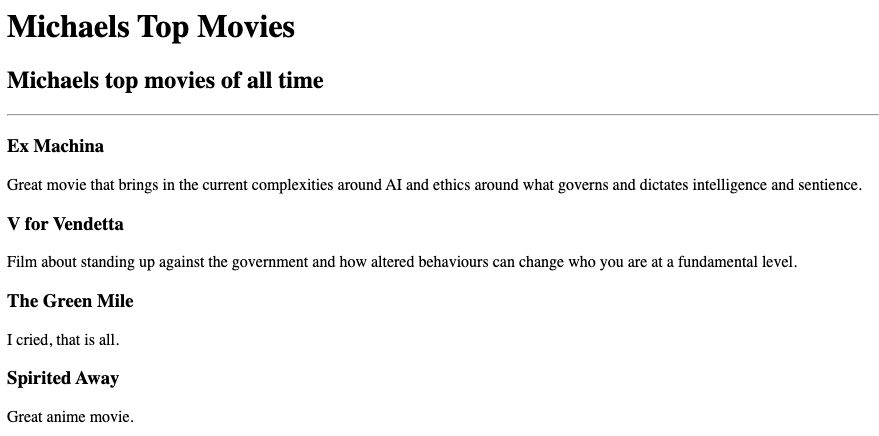 Michaels Top Movies
Michaels top movies of all time
Ex Machina
Great movie that brings in the current complexities around AI and ethics around what governs and dictates intelligence and sentience.
V for Vendetta
Film about standing up against the government and how altered behaviours can change who you are at a fundamental level.
The Green Mile
I cried, that is all.
Spirited Away
Great anime movie.